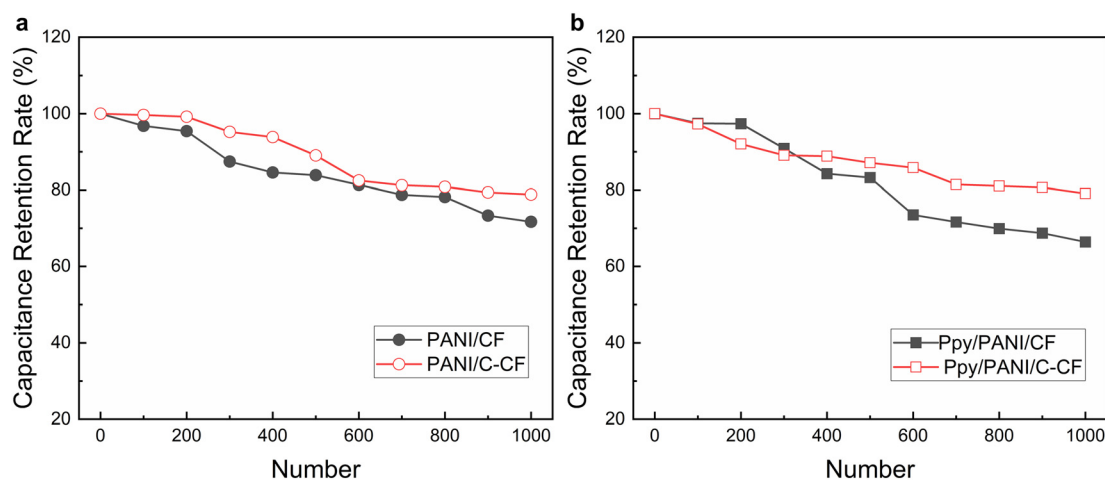 a
Capacitance Retention Rate (%)
120
100
80
60
40
20
PANI/CF
PANI/C-CF
0
200
400
600
800
1000
Number
b
Capacitance Retention Rate (%)
120
100
80
60
40
20
Ppy/PANI/CF
Ppy/PANI/C-CF
0
200
400
600
800
1000
Number